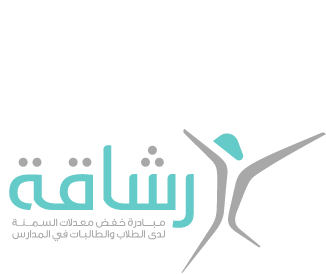 رشاقة
مبادرة خفض معدلات السمنة
لدى الطلاب والطالبات في المدارس